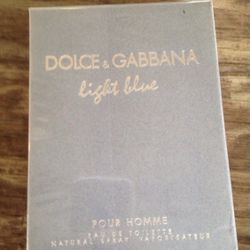 DOLCE & GABBANA
light blue
POUR HOMME
EAU DE TOILETTE
NATURAL SPRAY VAPORISATEUR